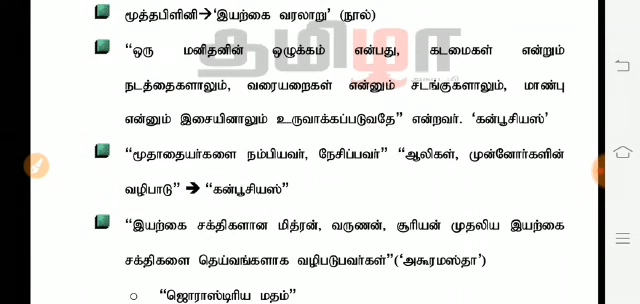 மூத்தபிளினி→'இயற்கை வரலாறு' (நூல்)
தமிழா
"ஒரு மனிதனின் ஒழுக்கம் என்பது, கடமைகள் என்றும்
நடத்தைகளாலும், வரையறைகள் என்னும் சடங்குகளாலும், மாண்பு
என்னும் இசையினாலும் உருவாக்கப்படுவதே" என்றவர். 'கன்பூசியஸ்'
"மூதாதையர்களை நம்பியவர், நேசிப்பவர்" "ஆலிகள், முன்னோர்களின்
வழிபாடு" → "கன்பூசியஸ்"
"இயற்கை சக்திகளான மித்ரன், வருணன், சூரியன் முதலிய இயற்கை
சக்திகளை தெய்வங்களாக வழிபடுபவர்கள்"('அகூரமஸ்தா')
"ஜொராஸ்டிரிய மதம்"